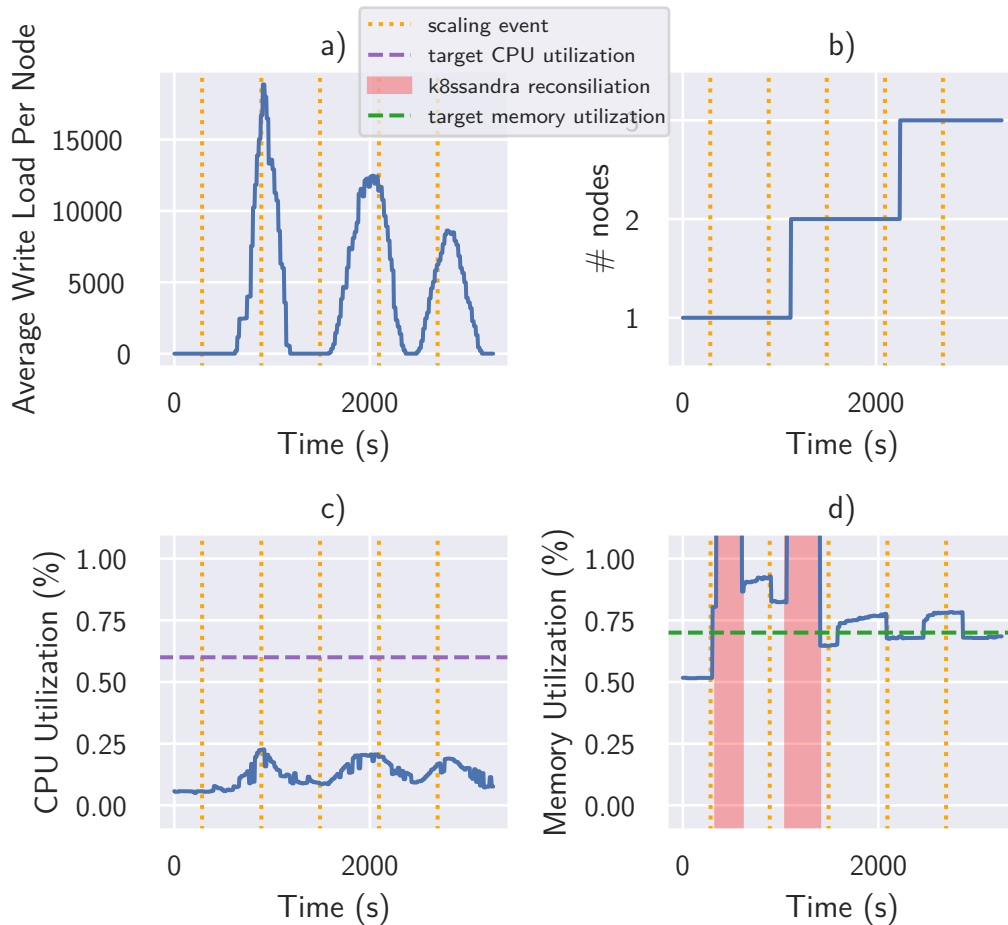 scaling event
target CPU utilization
k8ssandra reconsiliation
target memory utilization
a)
Average Write Load Per Node
15000
10000
5000
0
0
2000
Time (s)
b)
# nodes
3
2
1
0
2000
Time (s)
c)
CPU Utilization (%)
1.00
0.75
0.50
0.25
0.00
0
2000
Time (s)
d)
Memory Utilization (%)
1.00
0.75
0.50
0.25
0.00
0
2000
Time (s)